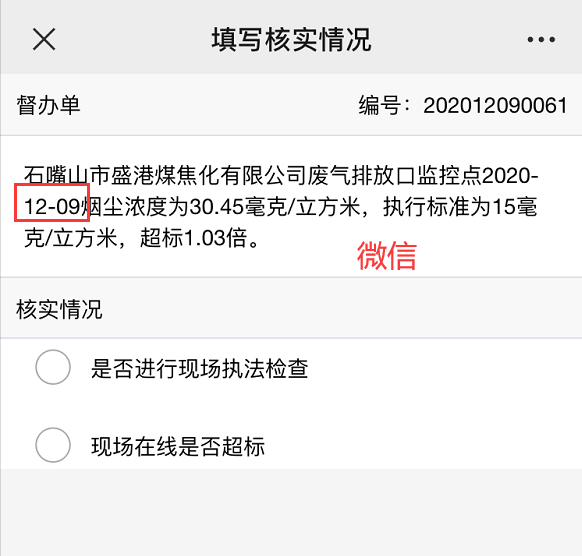 填写核实情况
督办单
编号：202012090061
石嘴山市盛港煤焦化有限公司废气排放口监控点2020-
12-09烟尘浓度为30.45毫克/立方米，执行标准为15毫
克/立方米，超标1.03倍。
微信
核实情况
是否进行现场执法检查
现场在线是否超标